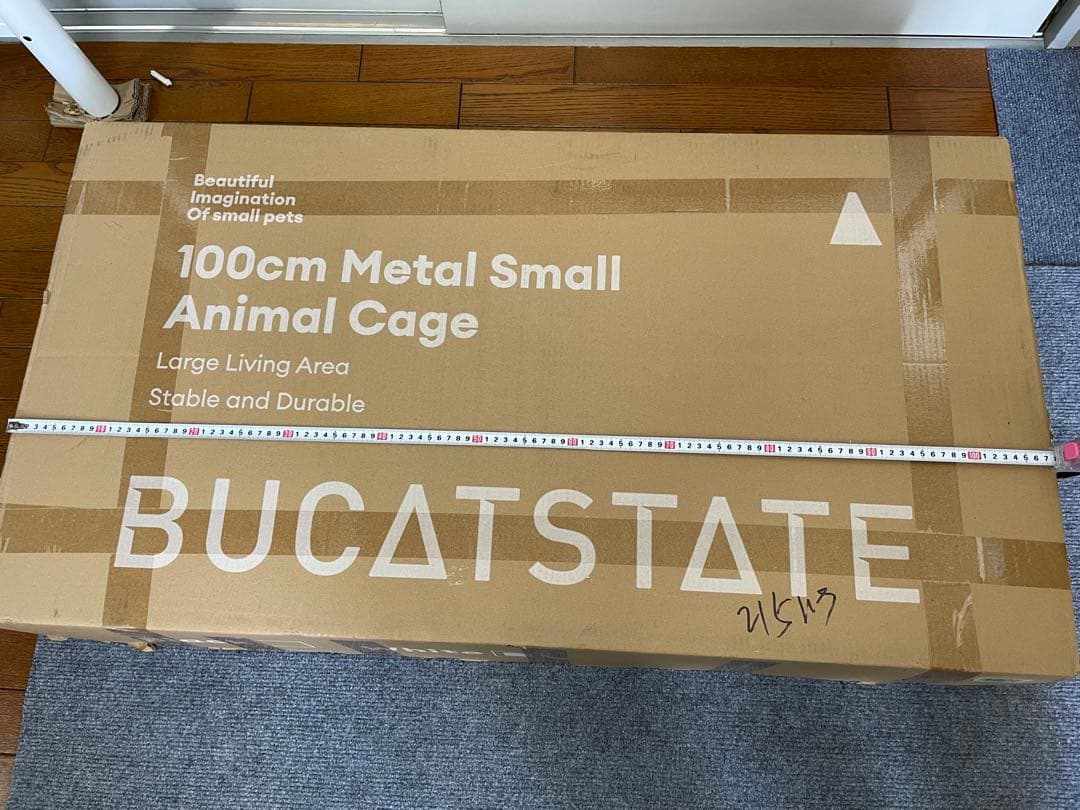 Beautiful
Imagination
Of small pets
100cm Metal Small
Animal Cage
Large Living Area
Stable and Durable
BUCATSTATE